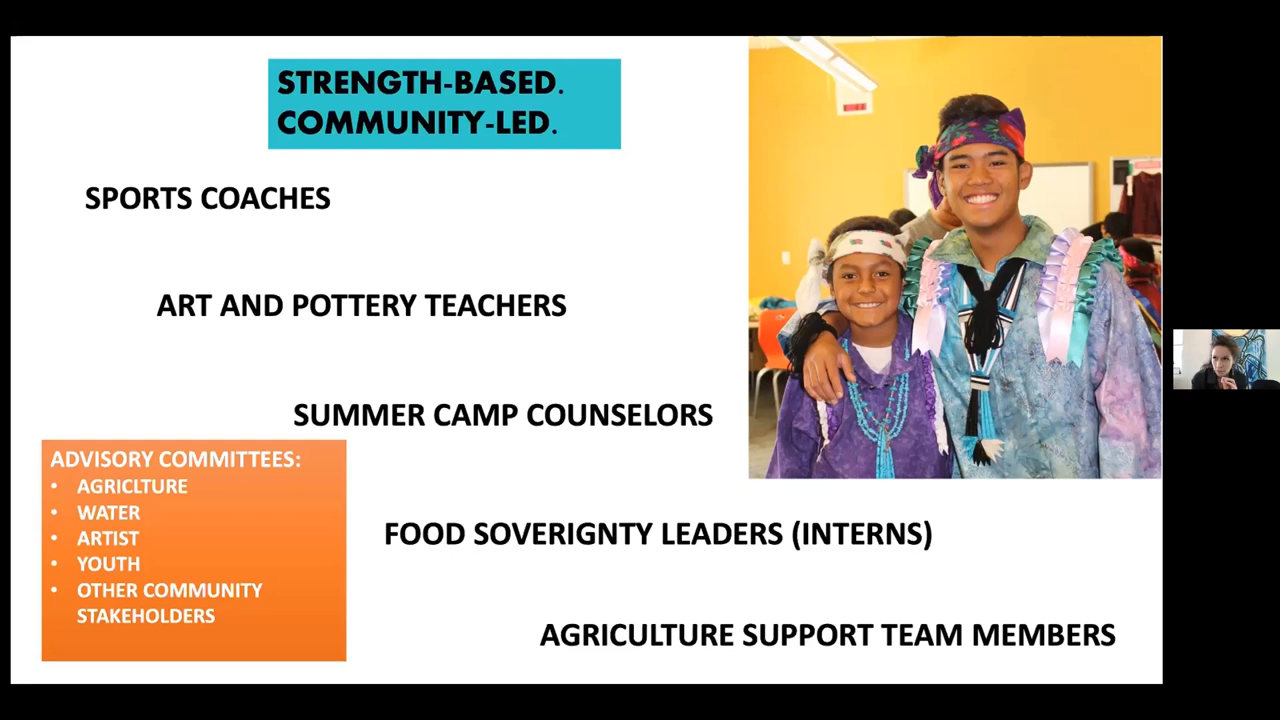 STRENGTH-BASED.
COMMUNITY-LED.
SPORTS COACHES
ART AND POTTERY TEACHERS
SUMMER CAMP COUNSELORS
ADVISORY COMMITTEES:
• AGRICLTURE
• WATER
• ARTIST
• YOUTH
• OTHER COMMUNITY
STAKEHOLDERS
FOOD SOVERIGNTY LEADERS (INTERNS)
AGRICULTURE SUPPORT TEAM MEMBERS